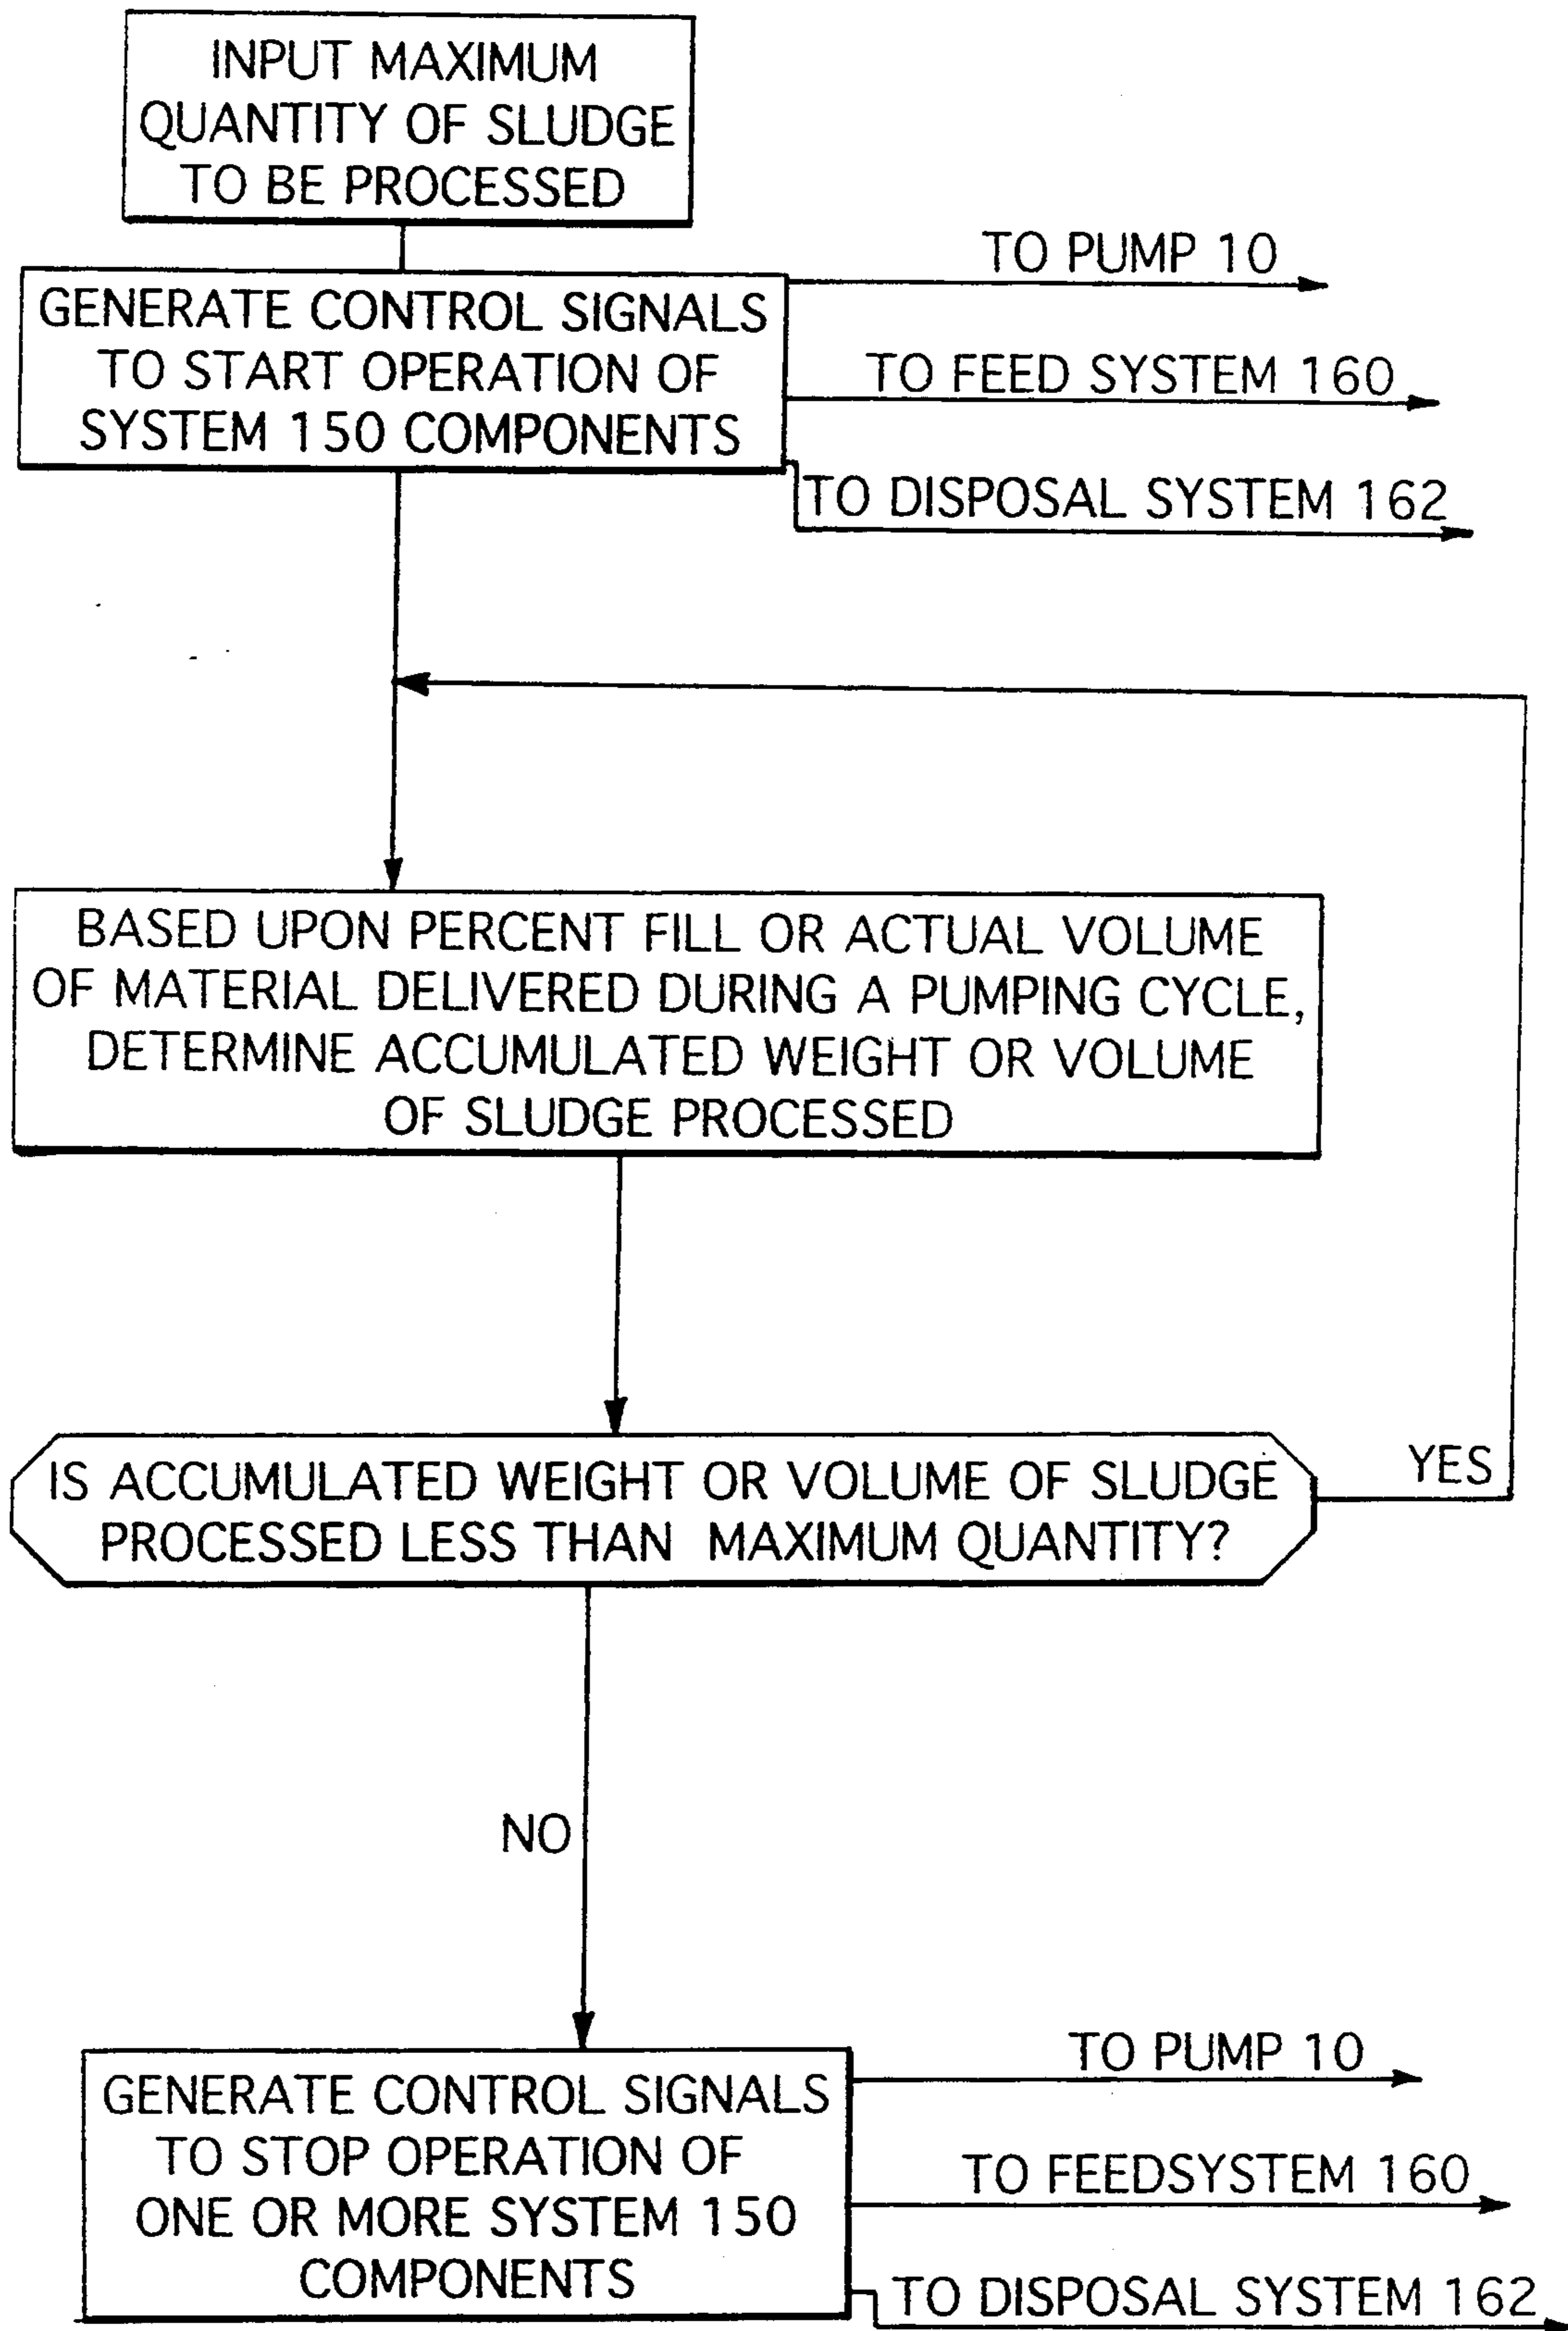 INPUT MAXIMUM
QUANTITY OF SLUDGE
TO BE PROCESSED
GENERATE CONTROL SIGNALS
TO START OPERATION OF
SYSTEM 150 COMPONENTS
TO PUMP 10
TO FEED SYSTEM 160
TO DISPOSAL SYSTEM 162
BASED UPON PERCENT FILL OR ACTUAL VOLUME
OF MATERIAL DELIVERED DURING A PUMPING CYCLE,
DETERMINE ACCUMULATED WEIGHT OR VOLUME
OF SLUDGE PROCESSED
IS ACCUMULATED WEIGHT OR VOLUME OF SLUDGE
PROCESSED LESS THAN MAXIMUM QUANTITY?
YES
NO
GENERATE CONTROL SIGNALS
TO STOP OPERATION OF
ONE OR MORE SYSTEM 150
COMPONENTS
TO PUMP 10
TO FEEDSYSTEM 160
TO DISPOSAL SYSTEM 162